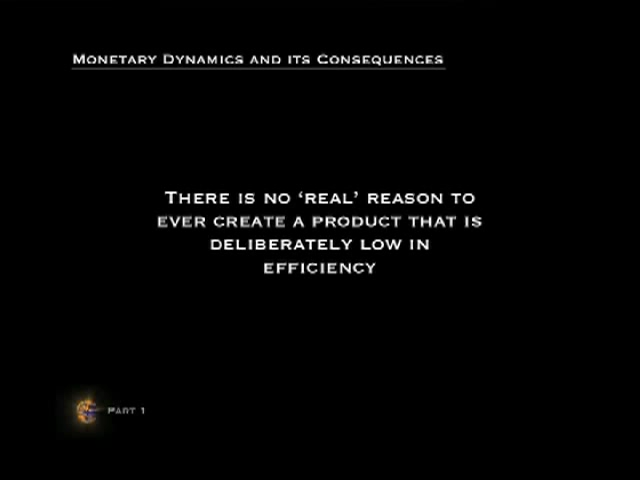 Monetary Dynamics and its Consequences
There is no ‘real’ reason to
ever create a product that is
deliberately low in
efficiency
Part 1